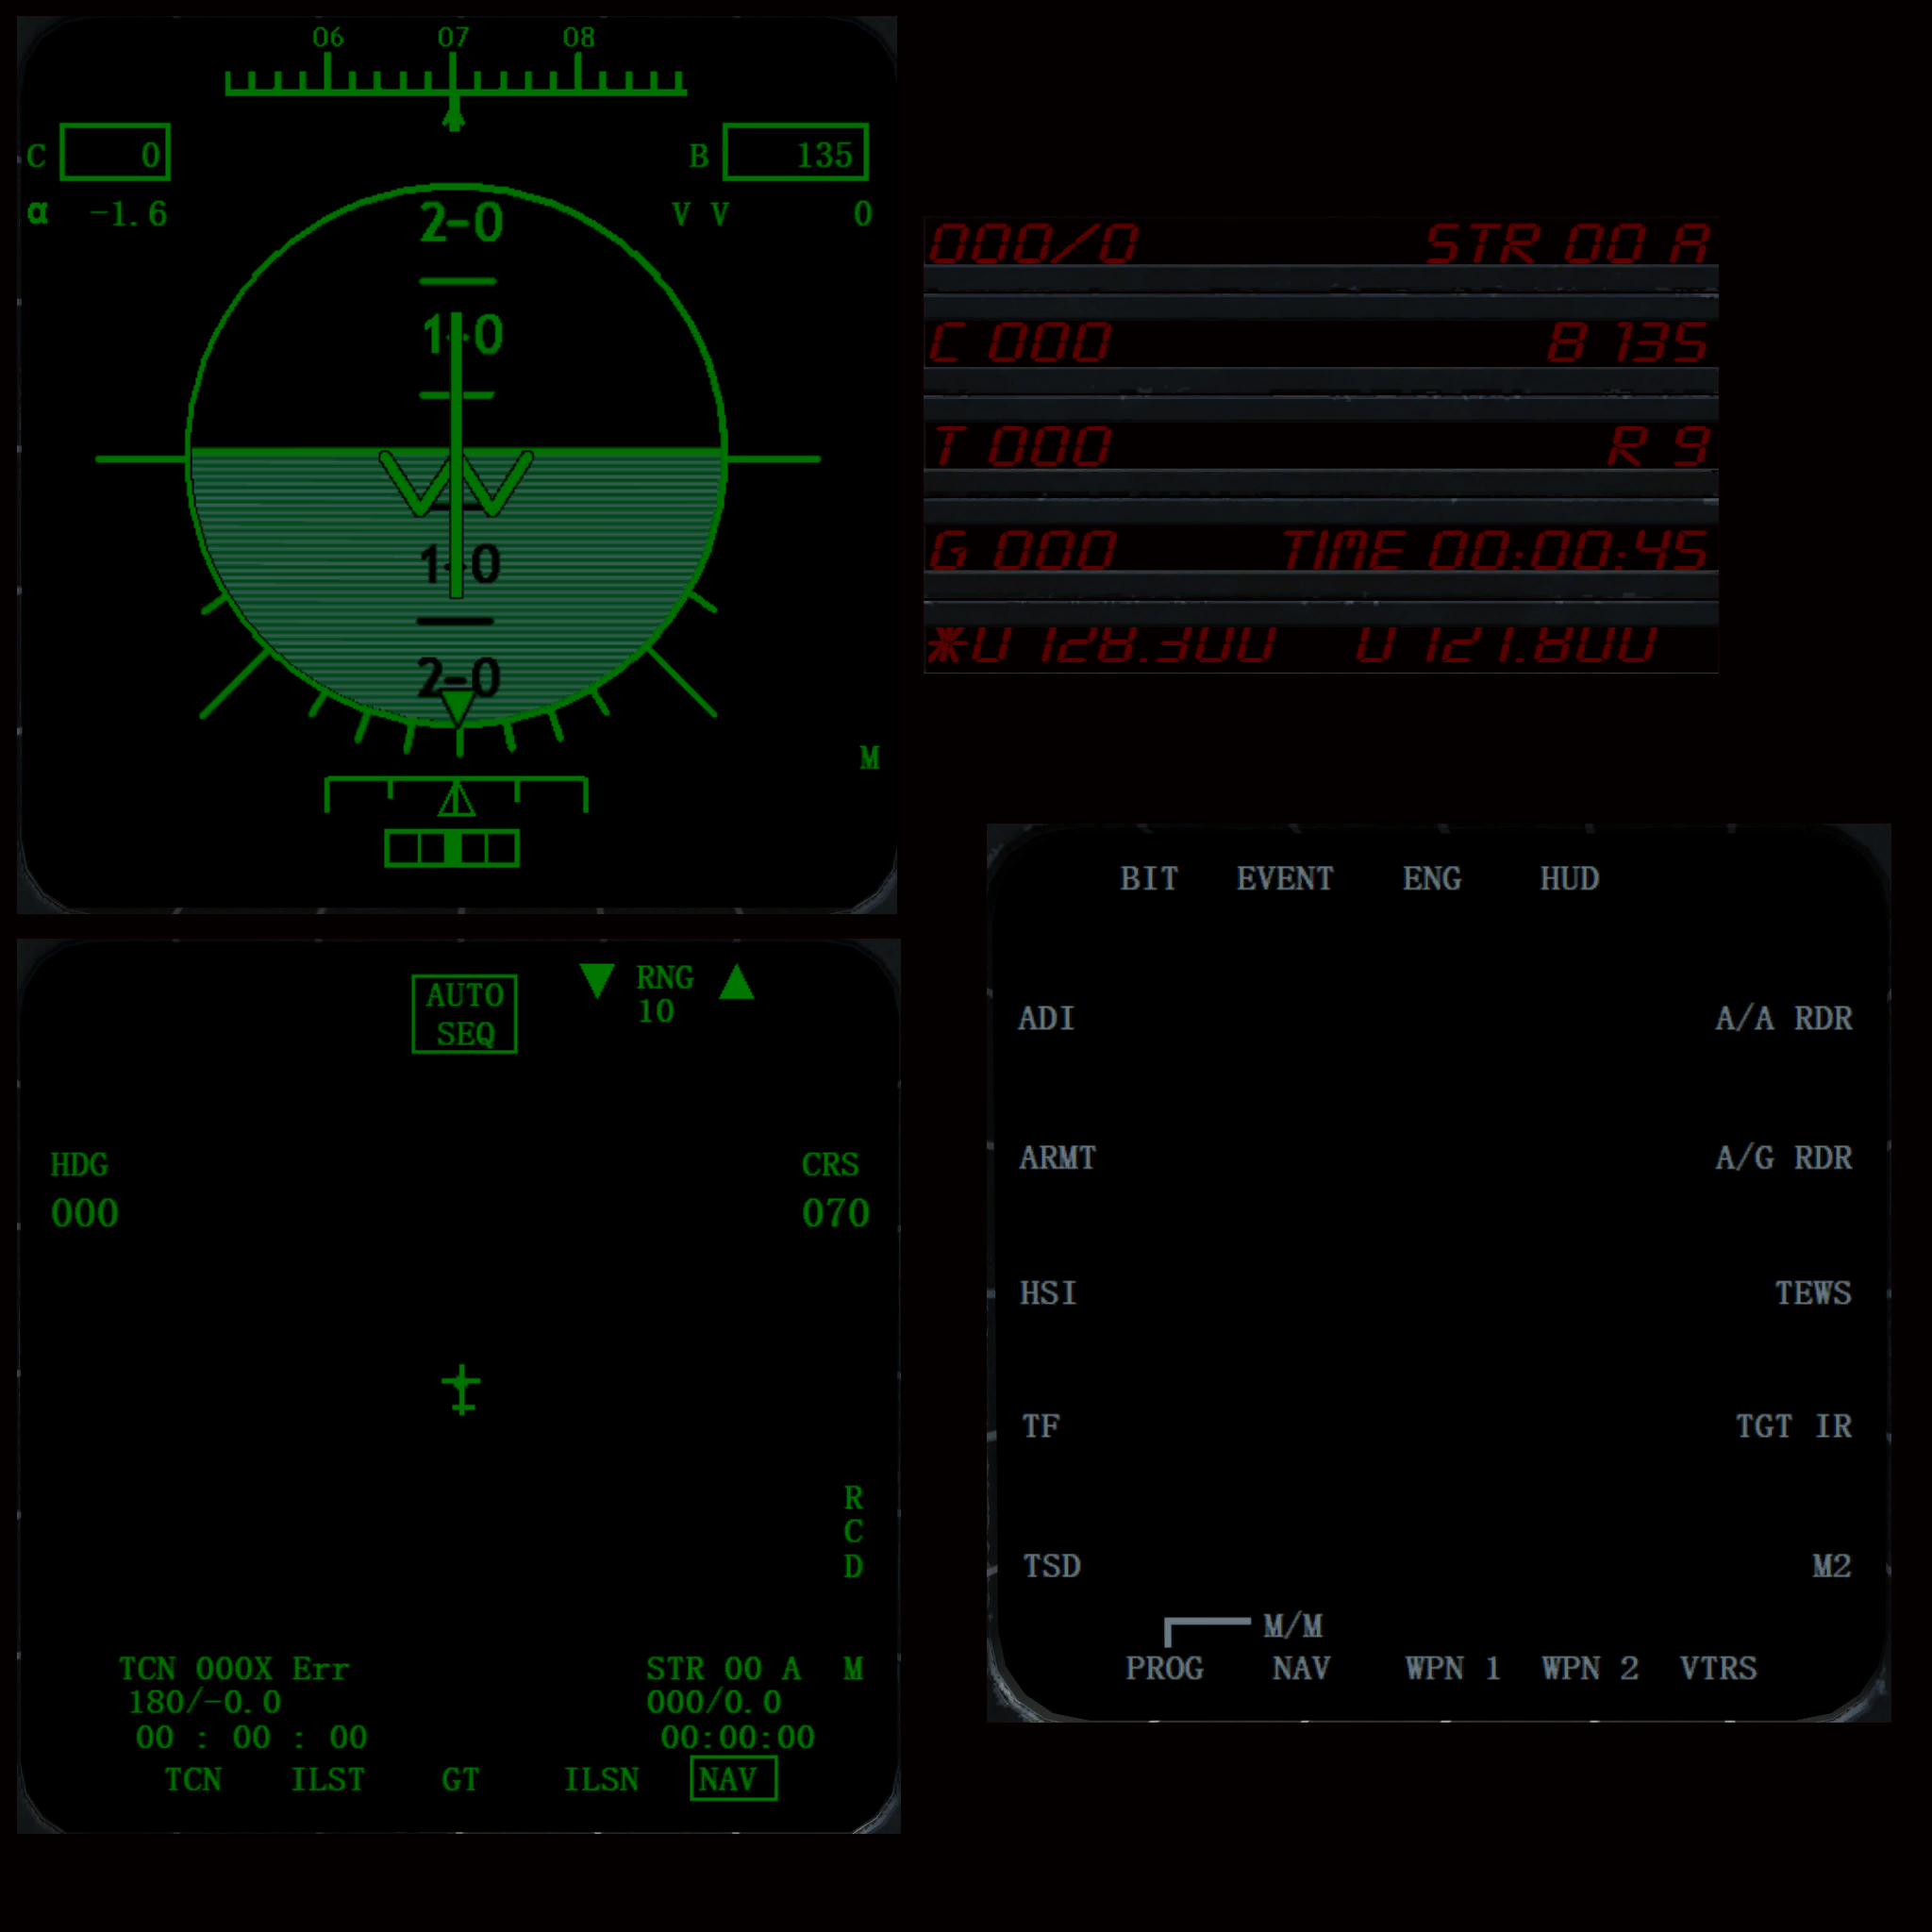 06 07 08
C 0 B 135
α -1.6 V V 0
2-0
1-0
1-0
2-0
M
000/0 STR 00 A
C 000 B 135
T 000 R 9
G 000 TIME 00:00:45
*U 128.300 U 121.800
AUTO
SEQ
RNG
10
HDG CRS
000 070
R
C
D
TCN 000X Err STR 00 A M
180/-0.0 000/0.0
00 : 00 : 00 00:00:00
TCN ILST GT ILSN NAV
BIT EVENT ENG HUD
ADI A/A RDR
ARMT A/G RDR
HSI TEWS
TF TGT IR
TSD M2
M/M
PROG NAV WPN 1 WPN 2 VTRS